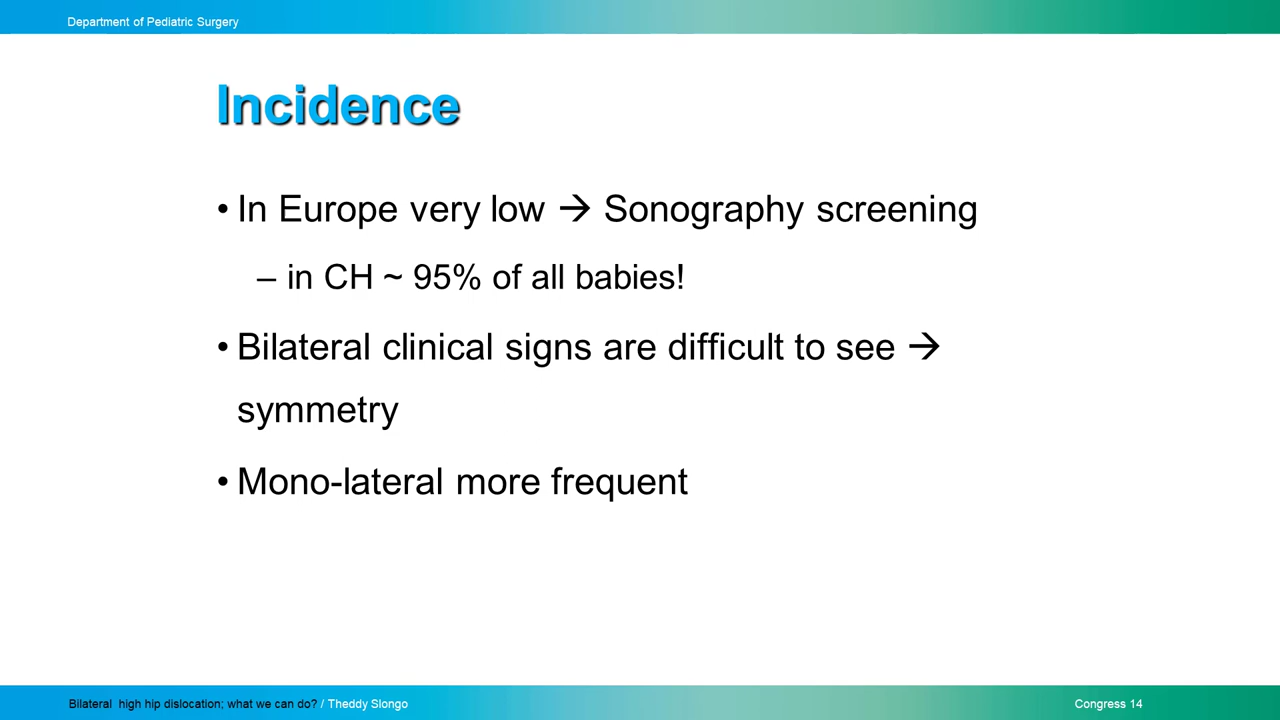 Department of Pediatric Surgery
Incidence
• In Europe very low → Sonography screening
– in CH ~ 95% of all babies!
• Bilateral clinical signs are difficult to see →
symmetry
• Mono-lateral more frequent
Bilateral high hip dislocation; what we can do? / Theddy Slongo
Congress 14